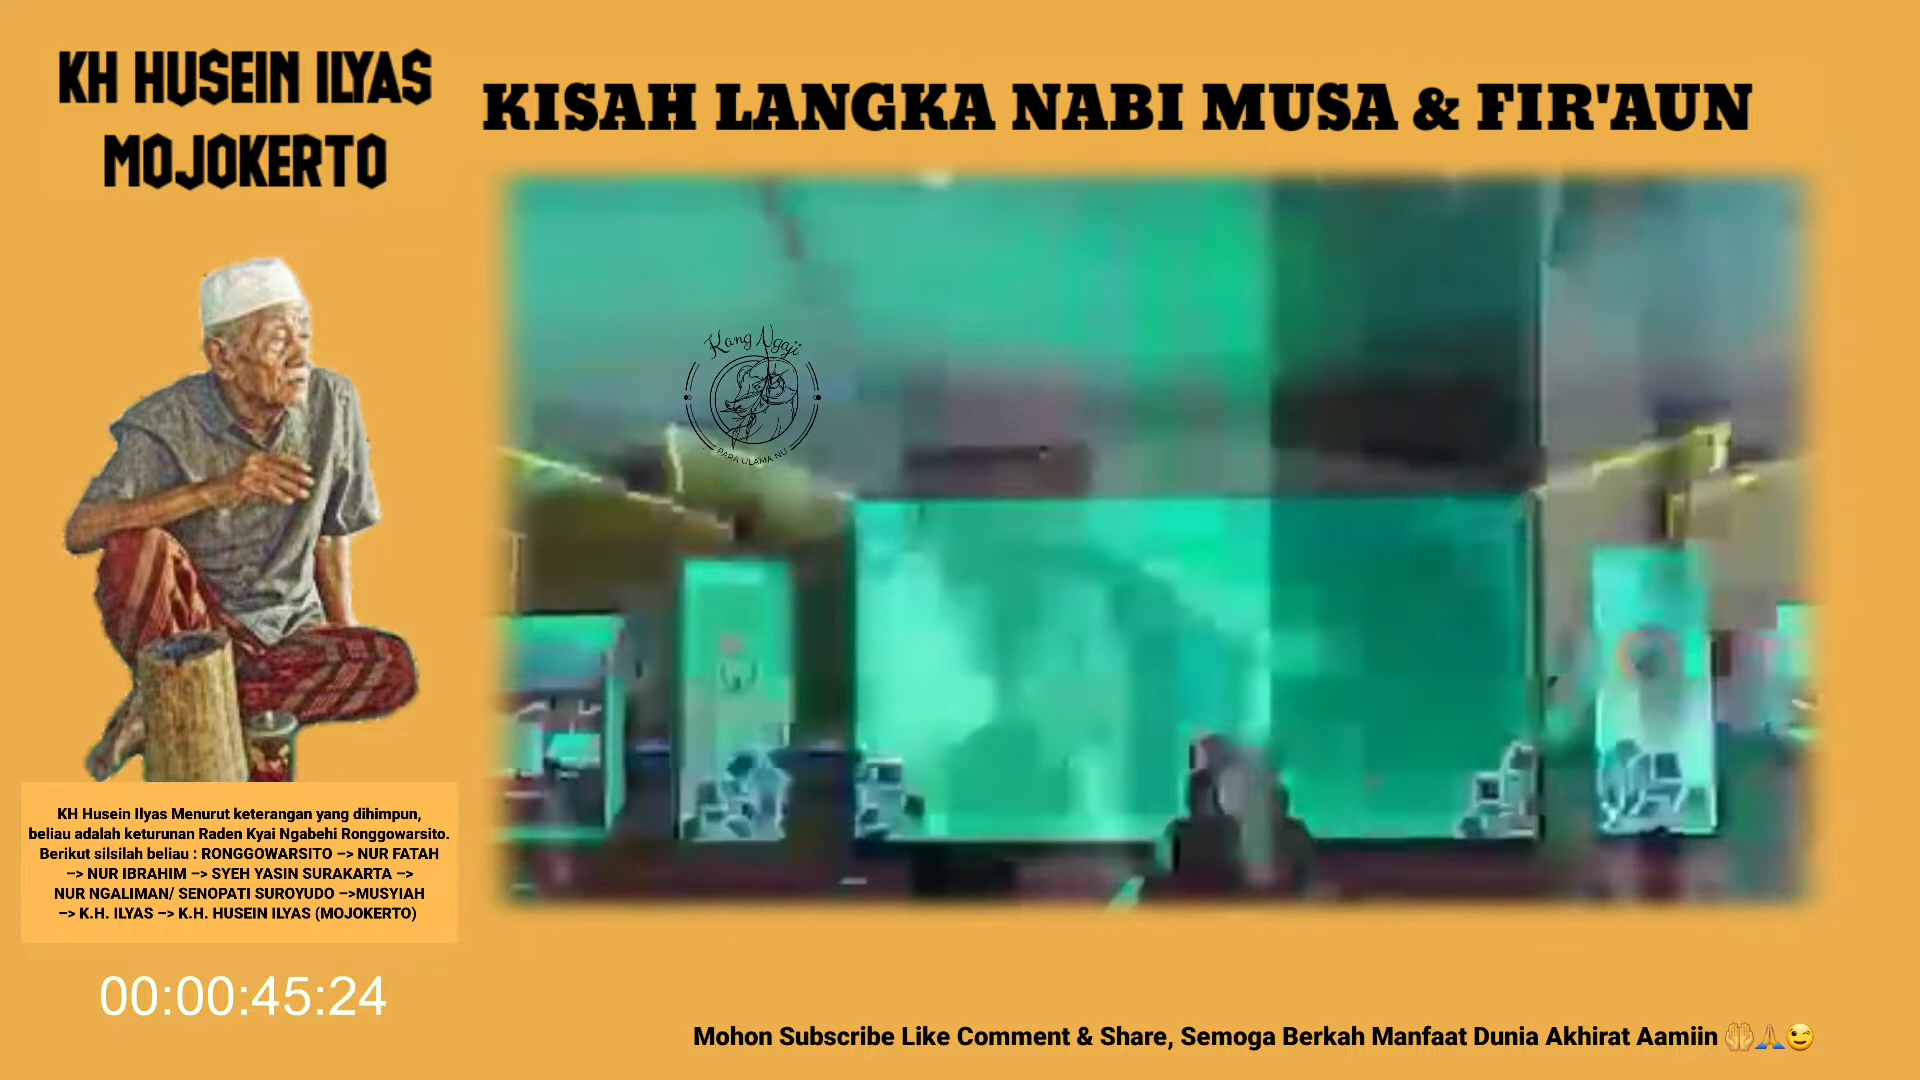 KH HUSEIN ILYAS
MOJOKERTO
KISAH LANGKA NABI MUSA & FIR'AUN
Kang Ngaji
PARA ULAMA NU
KH Husein Ilyas Menurut keterangan yang dihimpun,
beliau adalah keturunan Raden Kyai Ngabehi Ronggowarsito.
Berikut silsilah beliau : RONGGOWARSITO –> NUR FATAH
–> NUR IBRAHIM –> SYEH YASIN SURAKARTA –>
NUR NGALIMAN/ SENOPATI SUROYUDO –>MUSYIAH
–> K.H. ILYAS –> K.H. HUSEIN ILYAS (MOJOKERTO)
00:00:45:24
Mohon Subscribe Like Comment & Share, Semoga Berkah Manfaat Dunia Akhirat Aamiin 🤲🙏😉